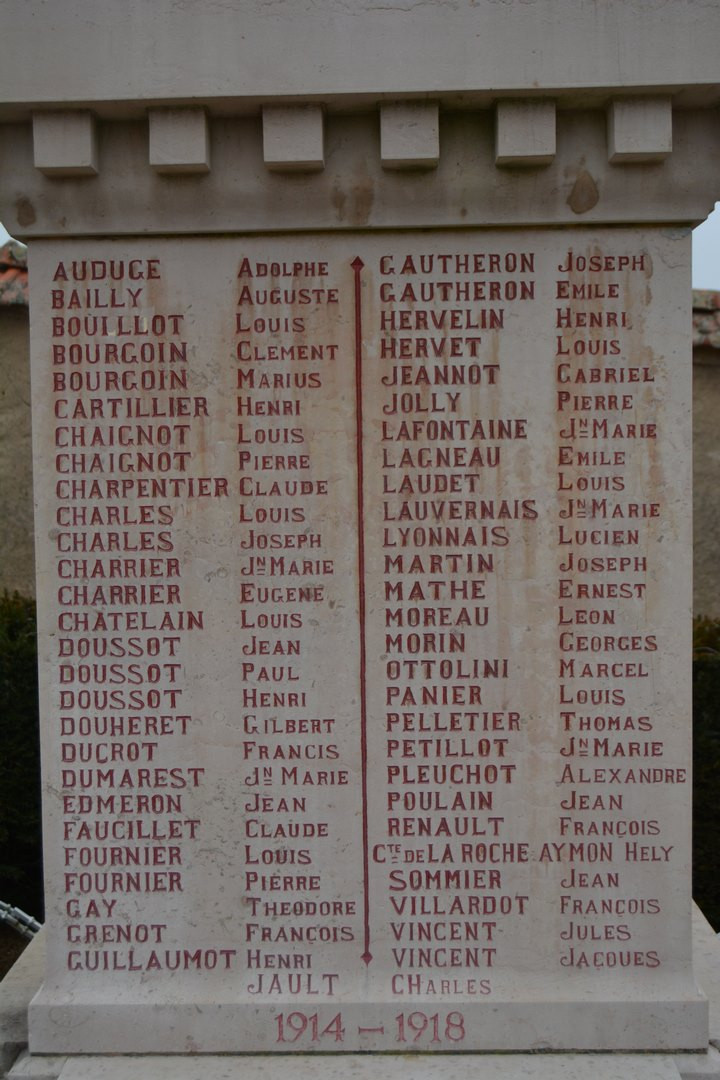 AUDUGE ADOLPHE
BAILLY AUGUSTE
BOUILLOT LOUIS
BOURGOIN CLEMENT
BOURGOIN MARIUS
CARTILLIER HENRI
CHAIGNOT LOUIS
CHAIGNOT PIERRE
CHARPENTIER CLAUDE
CHARLES LOUIS
CHARLES JOSEPH
CHARRIER JN MARIE
CHARRIER EUGENE
CHATELAIN LOUIS
DOUSSOT JEAN
DOUSSOT PAUL
DOUSSOT HENRI
DOUHERET GILBERT
DUCROT FRANCIS
DUMAREST JN MARIE
EDMERON JEAN
FAUCILLET CLAUDE
FOURNIER LOUIS
FOURNIER PIERRE
GAY THEODORE
GRENOT FRANÇOIS
GUILLAUMOT HENRI
GAUTHERON JOSEPH
GAUTHERON EMILE
HERVELIN HENRI
HERVET LOUIS
JEANNOT GABRIEL
JOLLY PIERRE
LAFONTAINE JN MARIE
LAGNEAU EMILE
LAUDET LOUIS
LAUVERNAIS JN MARIE
LYONNAIS LUCIEN
MARTIN JOSEPH
MATHE ERNEST
MOREAU LEON
MORIN GEORGES
OTTOLINI MARCEL
PANIER LOUIS
PELLETIER THOMAS
PETILLOT JN MARIE
PLEUCHOT ALEXANDRE
POULAIN JEAN
RENAULT FRANÇOIS
CTE DE LA ROCHE AYMON HELY
SOMMIER JEAN
VILLARDOT FRANÇOIS
VINCENT JULES
VINCENT JACQUES
JAULT CHARLES
1914 – 1918